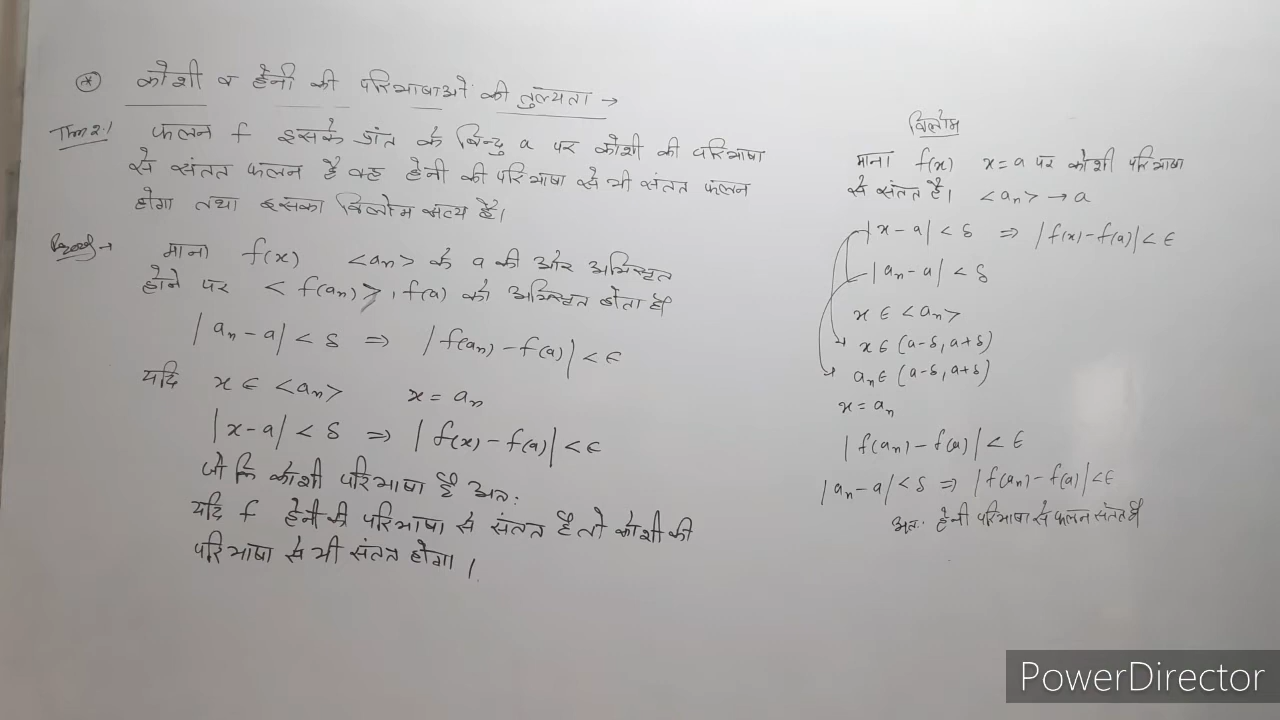 * कोशी व हेनी की परिभाषाओं की तुल्यता →
Thm 2.1 फलन f इसके प्रांत के बिन्दु a पर कोशी की परिभाषा
से संतत फलन है वह हेनी की परिभाषा से भी संतत फलन
होगा तथा इसका विलोम सत्य है।
Proof → माना f(x) <aₙ> के a की ओर अभिसृत
होने पर <f(aₙ)>, f(a) को अभिसृत होता है
|aₙ - a| < δ ⇒ |f(aₙ) - f(a)| < ε
यदि x ∈ <aₙ> x = aₙ
|x - a| < δ ⇒ |f(x) - f(a)| < ε
जो कि कोशी परिभाषा है अतः
यदि f हेनी की परिभाषा से संतत है तो कोशी की
परिभाषा से भी संतत होगा।
विलोम
माना f(x) x = a पर कोशी परिभाषा
से संतत है। <aₙ> → a
|x - a| < δ ⇒ |f(x) - f(a)| < ε
|aₙ - a| < δ
x ∈ <aₙ>
x ∈ (a-δ, a+δ)
aₙ ∈ (a-δ, a+δ)
x = aₙ
|f(aₙ) - f(a)| < ε
|aₙ - a| < δ ⇒ |f(aₙ) - f(a)| < ε
अतः हेनी परिभाषा से फलन संतत है
PowerDirector